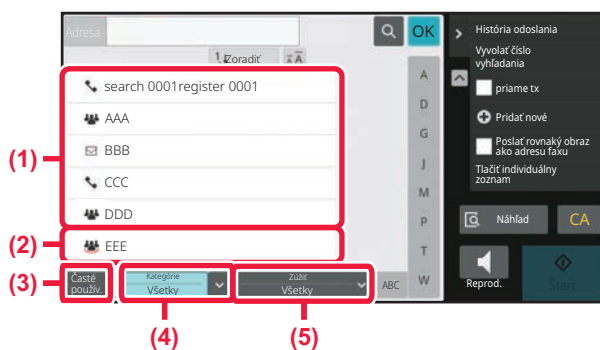 Adresa
OK
1 Zoradiť
search 0001register 0001
AAA
BBB
CCC
DDD
EEE
(1)
(2)
(3)
(4)
(5)
Časté
použív.
Kategórie
Všetky
Zúžiť
Všetky
ABC
A
D
G
J
M
P
T
W
História odoslania
Vyvolať číslo
vyhľadania
priame tx
Pridať nové
Poslať rovnaký obraz
ako adresu faxu
Tlačiť individuálny
zoznam
Náhľad
CA
Reprod.
Štart